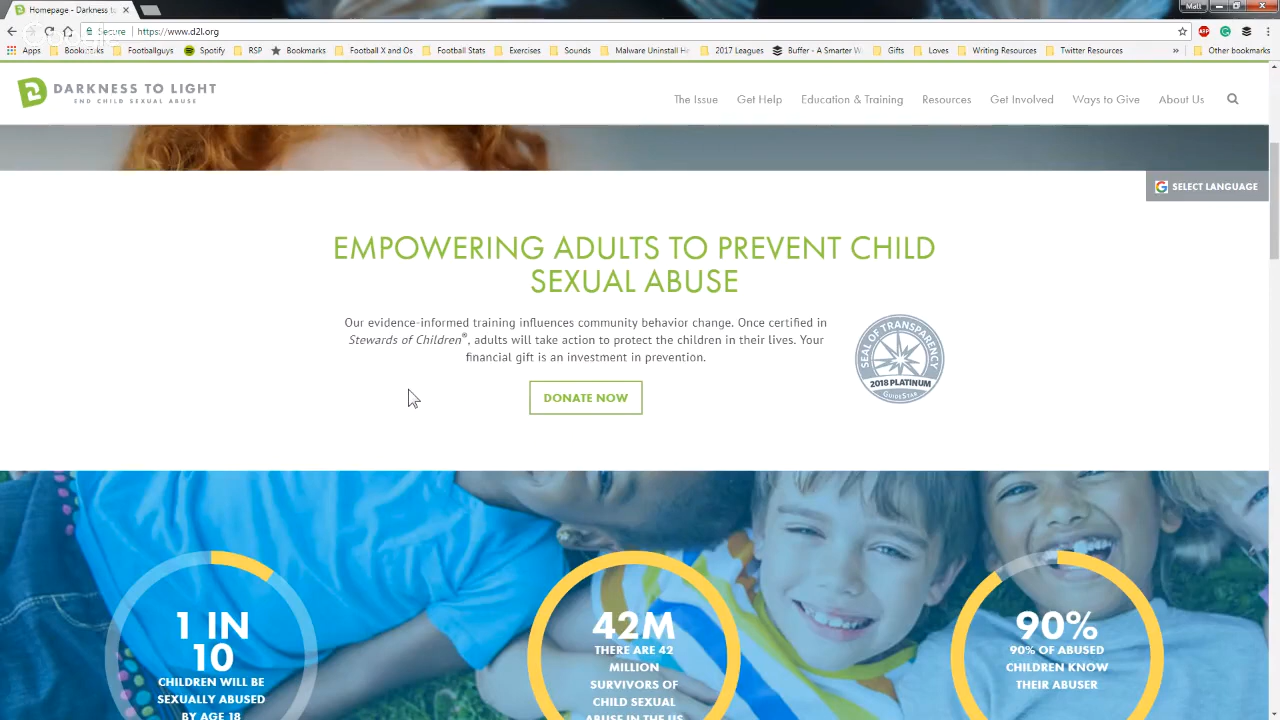 Homepage - Darkness to
Matt
Secure | https://www.d2l.org
Apps
Bookmarks
Footballguys
Spotify
RSP
Bookmarks
Football X and Os
Football Stats
Exercises
Sounds
Malware Uninstall He
2017 Leagues
Buffer - A Smarter W
Gifts
Loves
Writing Resources
Twitter Resources
»
Other bookmarks
DARKNESS TO LIGHT
END CHILD SEXUAL ABUSE
The Issue
Get Help
Education & Training
Resources
Get Involved
Ways to Give
About Us
SELECT LANGUAGE
EMPOWERING ADULTS TO PREVENT CHILD
SEXUAL ABUSE
Our evidence-informed training influences community behavior change. Once certified in
Stewards of Children®, adults will take action to protect the children in their lives. Your
financial gift is an investment in prevention.
SEAL OF TRANSPARENCY
2018 PLATINUM
GUIDESTAR
DONATE NOW
1 IN
10
CHILDREN WILL BE
SEXUALLY ABUSED
BY AGE 18
42M
THERE ARE 42
MILLION
SURVIVORS OF
CHILD SEXUAL
ABUSE IN THE US
90%
90% OF ABUSED
CHILDREN KNOW
THEIR ABUSER